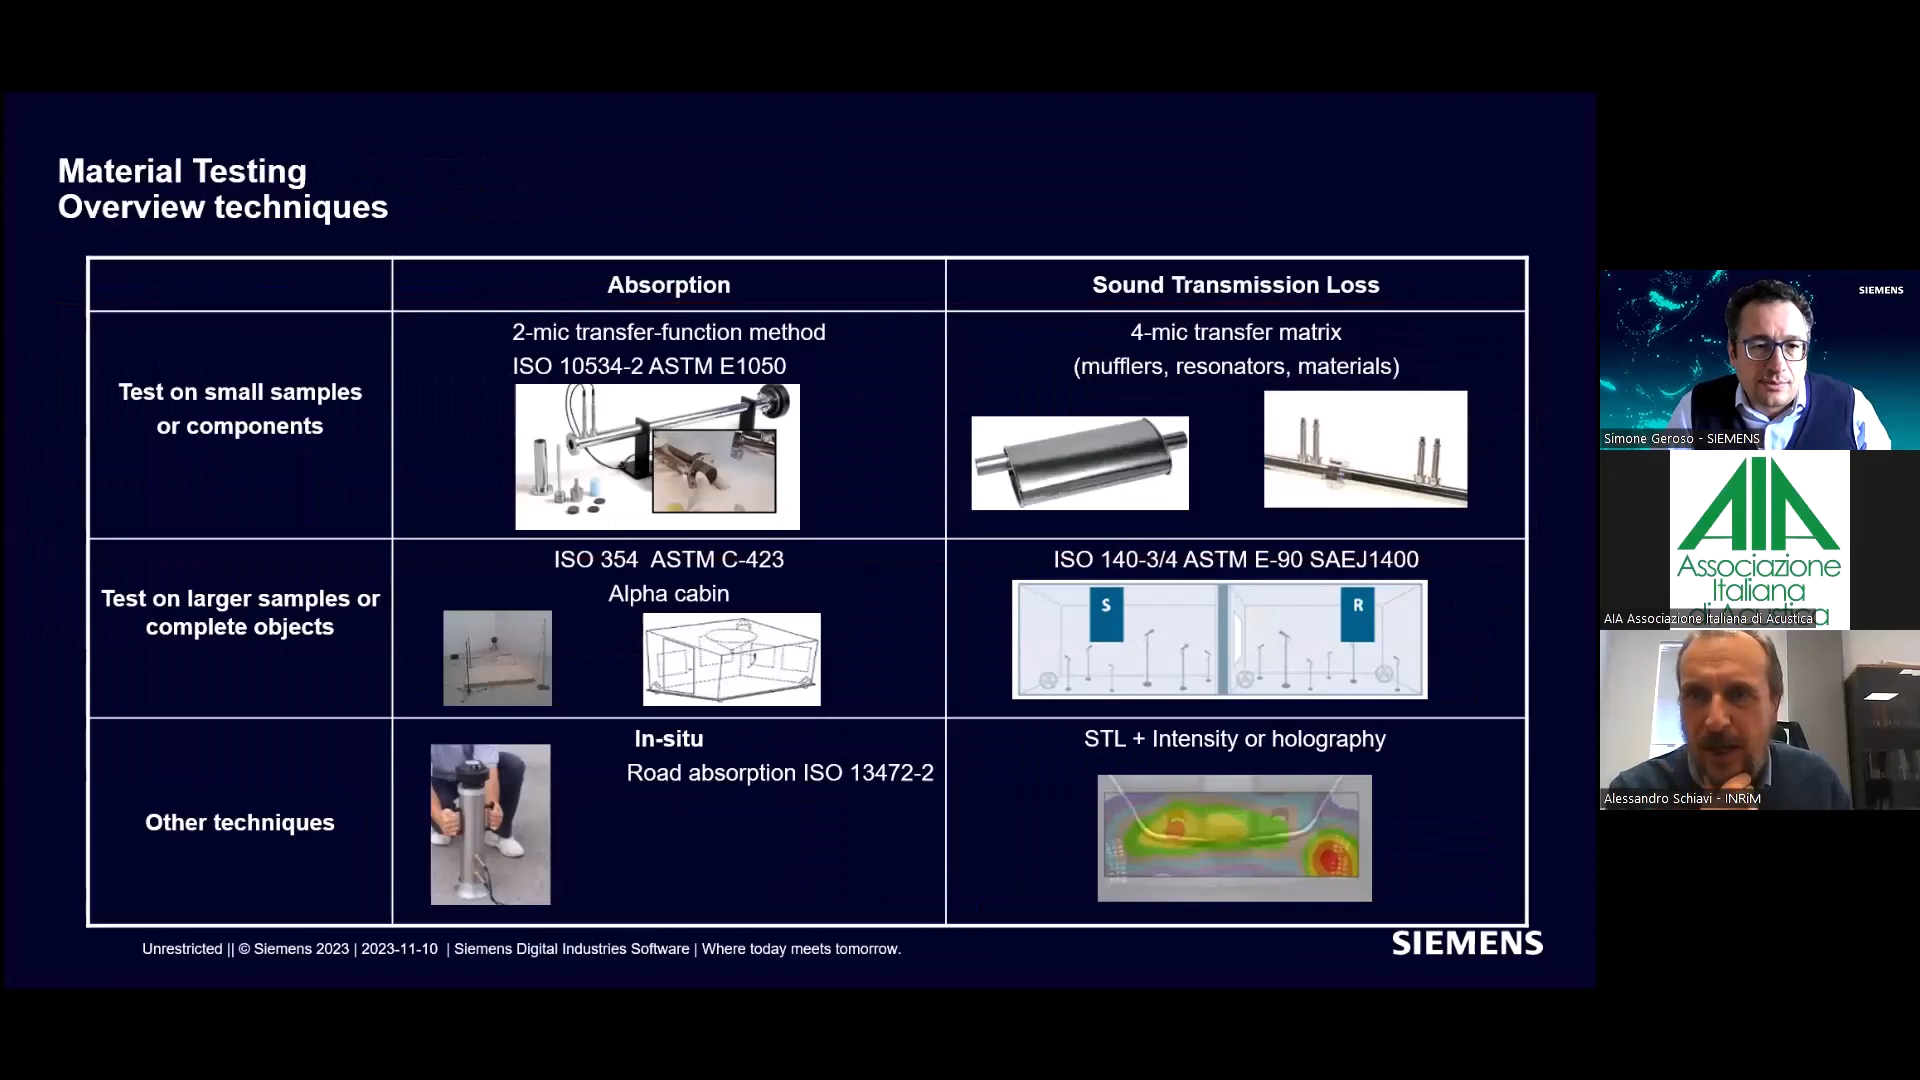 Material Testing
Overview techniques
Absorption
Sound Transmission Loss
Test on small samples
or components
2-mic transfer-function method
ISO 10534-2 ASTM E1050
4-mic transfer matrix
(mufflers, resonators, materials)
Test on larger samples or
complete objects
ISO 354 ASTM C-423
Alpha cabin
ISO 140-3/4 ASTM E-90 SAEJ1400
S
R
Other techniques
In-situ
Road absorption ISO 13472-2
STL + Intensity or holography
Unrestricted || © Siemens 2023 | 2023-11-10 | Siemens Digital Industries Software | Where today meets tomorrow.
SIEMENS
SIEMENS
Simone Geroso - SIEMENS
AIA
Associazione
Italiana
di Acustica
AIA Associazione Italiana di Acustica
Alessandro Schiavi - INRiM